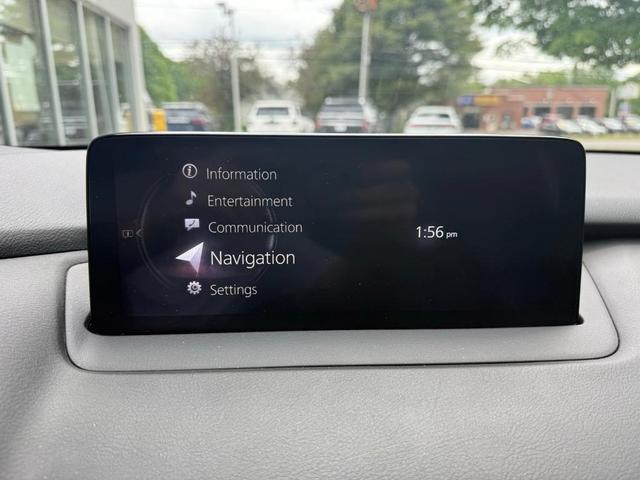 Information
Entertainment
Communication
Navigation
Settings
1:56 pm